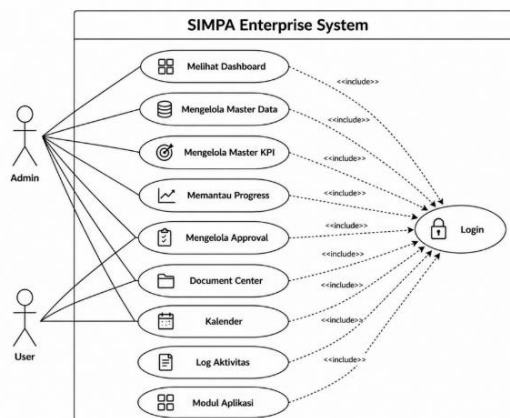 SIMPA Enterprise System
Melihat Dashboard
<<include>>
Mengelola Master Data
<<include>>
Admin
Mengelola Master KPI
<<include>>
Memantau Progress
<<include>>
Mengelola Approval
<<include>>
Login
Document Center
<<include>>
User
Kalender
<<include>>
Log Aktivitas
<<include>>
Modul Aplikasi
<<include>>